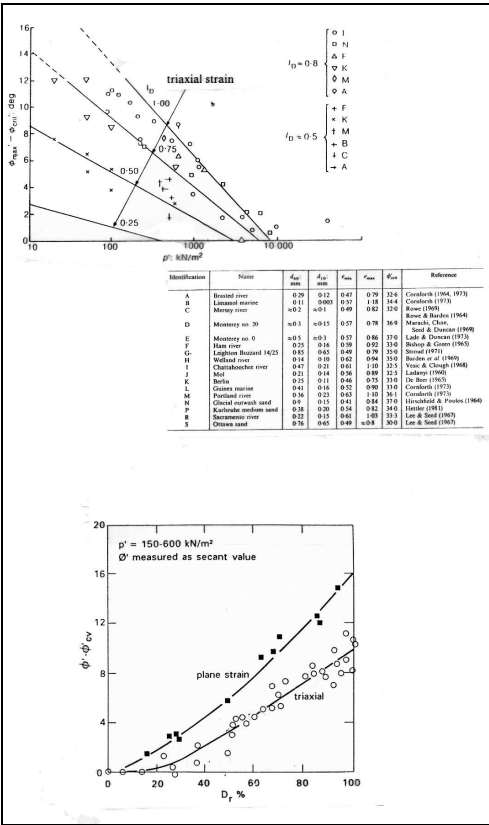 16
14
12
10
8
6
4
2
0
ϕ'max − ϕ'crit: deg
triaxial strain
I_D
1·00
0·75
0·50
0·25
I_D = 0·8
○ I
□ N
△ F
▽ K
◊ M
A
I_D = 0·5
+ F
× K
† M
+ B
↓ C
→ A
10 100 1000 10 000
p': kN/m²
Identification Name d60: mm d10: mm emin emax ϕ'crit Reference
A Brasted river 0·29 0·12 0·47 0·79 32·6 Cornforth (1964, 1973)
B Limassol marine 0·11 0·003 0·57 1·18 34·4 Cornforth (1973)
C Mersey river ≈0·2 ≈0·1 0·49 0·82 32·0 Rowe (1969)
Rowe & Barden (1964)
D Monterey no. 20 ≈0·3 ≈0·15 0·57 0·78 36·9 Marachi, Chan,
Seed & Duncan (1969)
E Monterey no. 0 ≈0·5 ≈0·3 0·57 0·86 37·0 Lade & Duncan (1973)
F Ham river 0·25 0·16 0·59 0·92 33·0 Bishop & Green (1965)
G Leighton Buzzard 14/25 0·85 0·65 0·49 0·79 35·0 Stroud (1971)
H Welland river 0·14 0·10 0·62 0·94 35·0 Barden et al. (1969)
I Chattahoochee river 0·47 0·21 0·61 1·10 32·5 Vesic & Clough (1968)
J Mol 0·21 0·14 0·56 0·89 32·5 Ladanyi (1960)
K Berlin 0·25 0·11 0·46 0·75 33·0 De Beer (1965)
L Guinea marine 0·41 0·16 0·52 0·90 33·0 Cornforth (1973)
M Portland river 0·36 0·23 0·63 1·10 36·1 Cornforth (1973)
N Glacial outwash sand 0·9 0·15 0·41 0·84 37·0 Hirschfield & Poulos (1964)
P Karlsruhe medium sand 0·38 0·20 0·54 0·82 34·0 Hettler (1981)
R Sacramento river 0·22 0·15 0·61 1·03 33·3 Lee & Seed (1967)
S Ottawa sand 0·76 0·65 0·49 ≈0·8 30·0 Lee & Seed (1967)
20
16
12
8
4
0
ϕ'-ϕ'cv
p' = 150-600 kN/m²
Ø' measured as secant value
plane strain
triaxial
0 20 40 60 80 100
Dr %